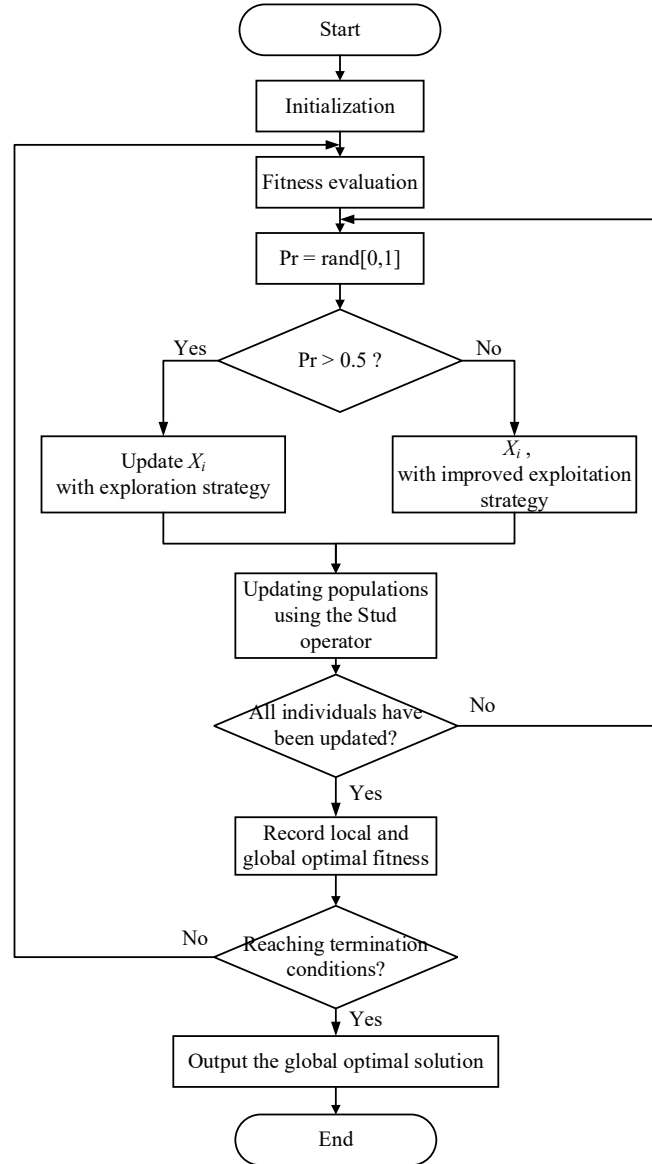 Start
Initialization
Fitness evaluation
Pr = rand[0,1]
Yes
Pr > 0.5 ?
No
Update Xi
with exploration strategy
Xi ,
with improved exploitation
strategy
Updating populations
using the Stud
operator
All individuals have
been updated?
No
Yes
Record local and
global optimal fitness
No
Reaching termination
conditions?
Yes
Output the global optimal solution
End